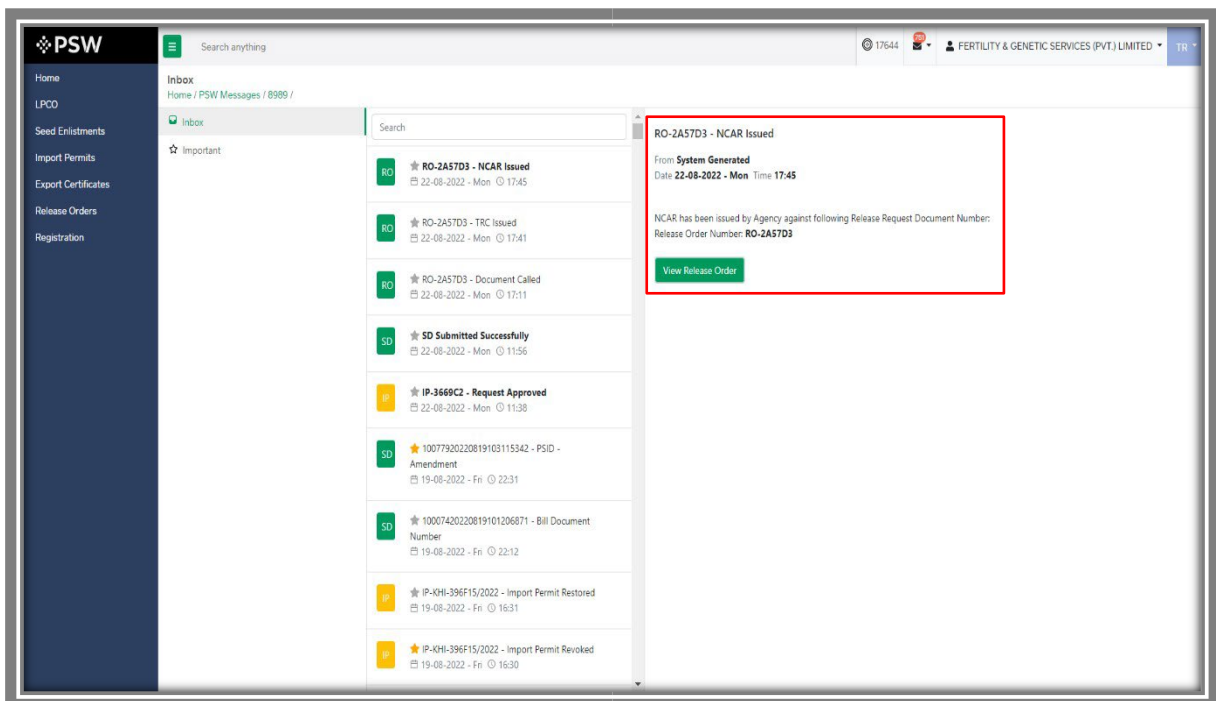 PSW
Search anything
17644
FERTILITY & GENETIC SERVICES (PVT.) LIMITED
TR
Home
LPCO
Seed Enlistments
Import Permits
Export Certificates
Release Orders
Registration
Inbox
Home / PSW Messages / 8989 /
Inbox
Important
Search
RO
RO-2A57D3 - NCAR Issued
22-08-2022 - Mon 17:45
RO
RO-2A57D3 - TRC Issued
22-08-2022 - Mon 17:41
RO
RO-2A57D3 - Document Called
22-08-2022 - Mon 17:11
SD
SD Submitted Successfully
22-08-2022 - Mon 11:56
IP
IP-3669C2 - Request Approved
22-08-2022 - Mon 11:38
SD
10077920220819103115342 - PSID -
Amendment
19-08-2022 - Fri 22:31
SD
10007420220819101206871 - Bill Document
Number
19-08-2022 - Fri 22:12
IP
IP-KHI-396F15/2022 - Import Permit Restored
19-08-2022 - Fri 16:31
IP
IP-KHI-396F15/2022 - Import Permit Revoked
19-08-2022 - Fri 16:30
RO-2A57D3 - NCAR Issued
From System Generated
Date 22-08-2022 - Mon Time 17:45
NCAR has been issued by Agency against following Release Request Document Number:
Release Order Number: RO-2A57D3
View Release Order